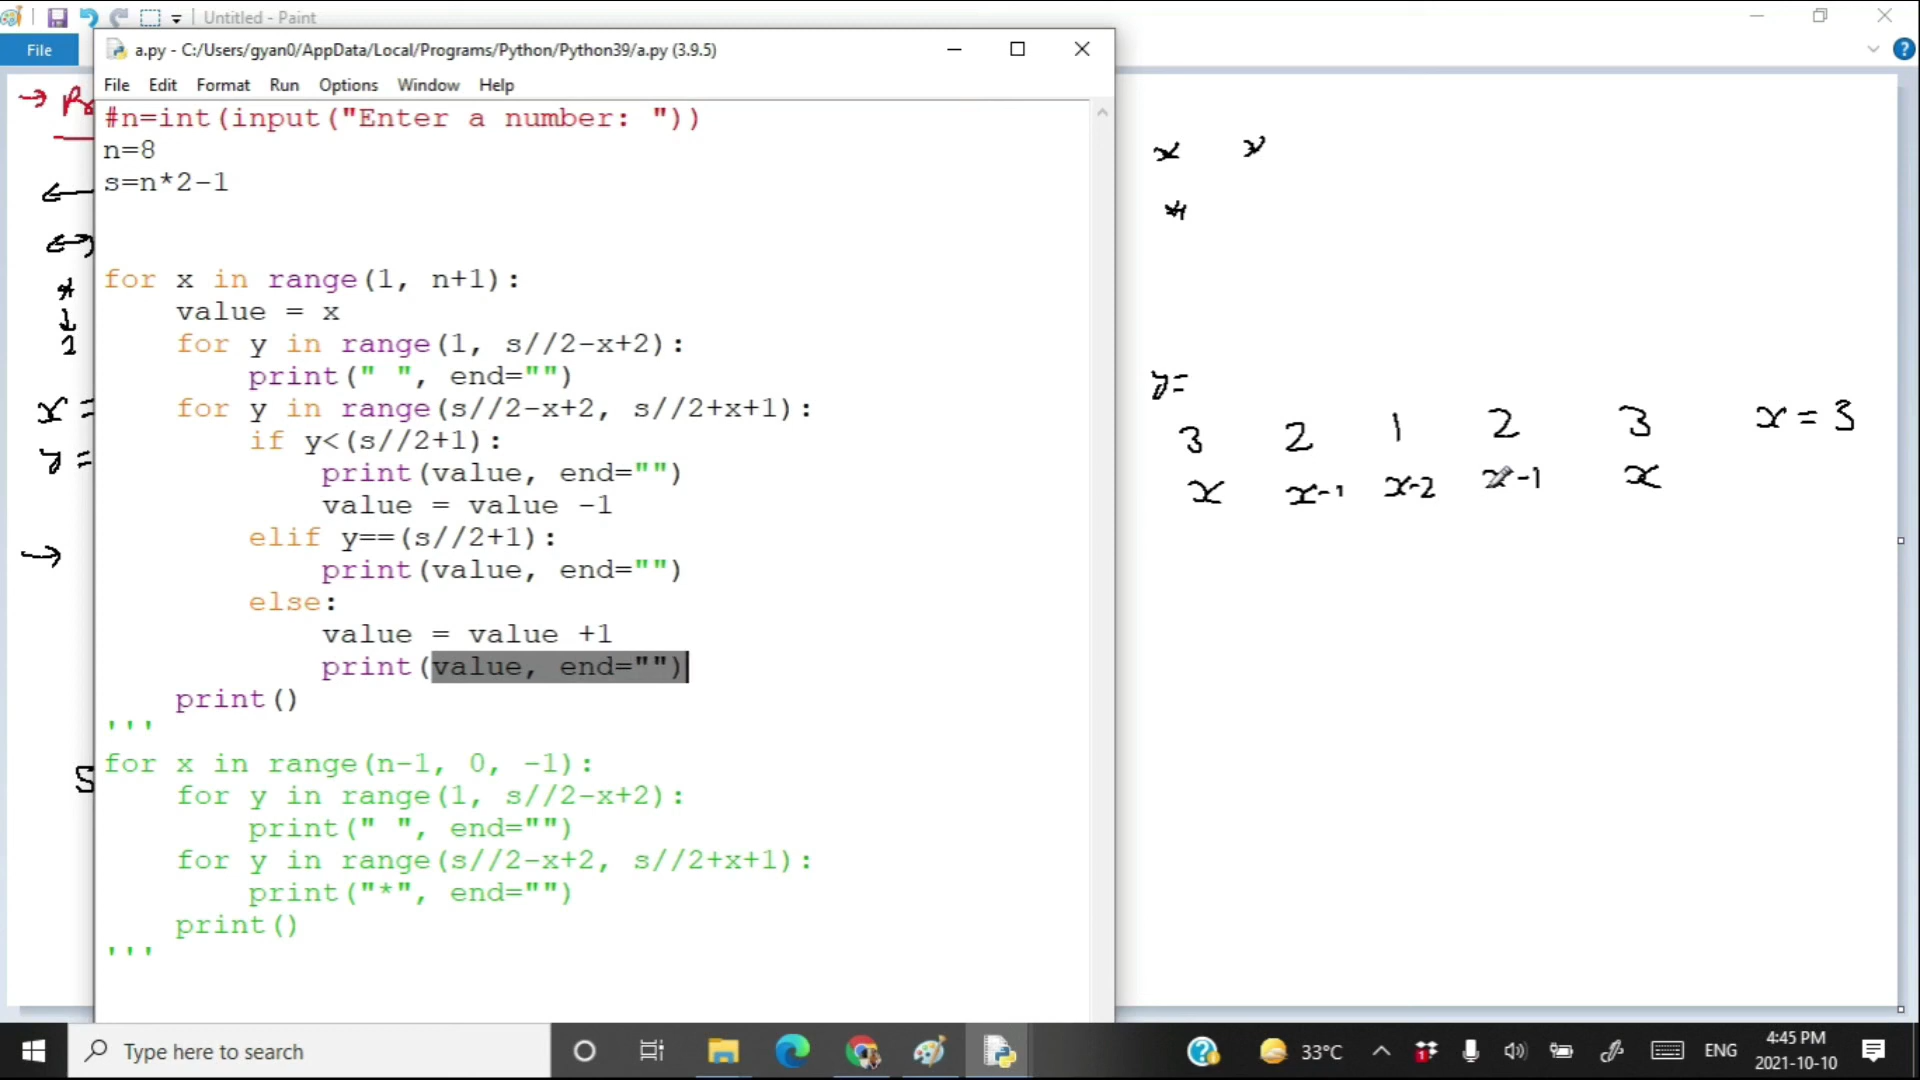 Untitled - Paint
File
a.py - C:/Users/gyan0/AppData/Local/Programs/Python/Python39/a.py (3.9.5)
File Edit Format Run Options Window Help
#n=int(input("Enter a number: "))
n=8
s=n*2-1
for x in range(1, n+1):
    value = x
    for y in range(1, s//2-x+2):
        print(" ", end="")
    for y in range(s//2-x+2, s//2+x+1):
        if y<(s//2+1):
            print(value, end="")
            value = value -1
        elif y==(s//2+1):
            print(value, end="")
        else:
            value = value +1
            print(value, end="")
    print()
'''
for x in range(n-1, 0, -1):
    for y in range(1, s//2-x+2):
        print(" ", end="")
    for y in range(s//2-x+2, s//2+x+1):
        print("*", end="")
    print()
'''
*
1
x =
y =
S
x x
*
y=
3 2 1 2 3 x = 3
x x-1 x-2 x-1 x
Type here to search
33°C
ENG
4:45 PM
2021-10-10